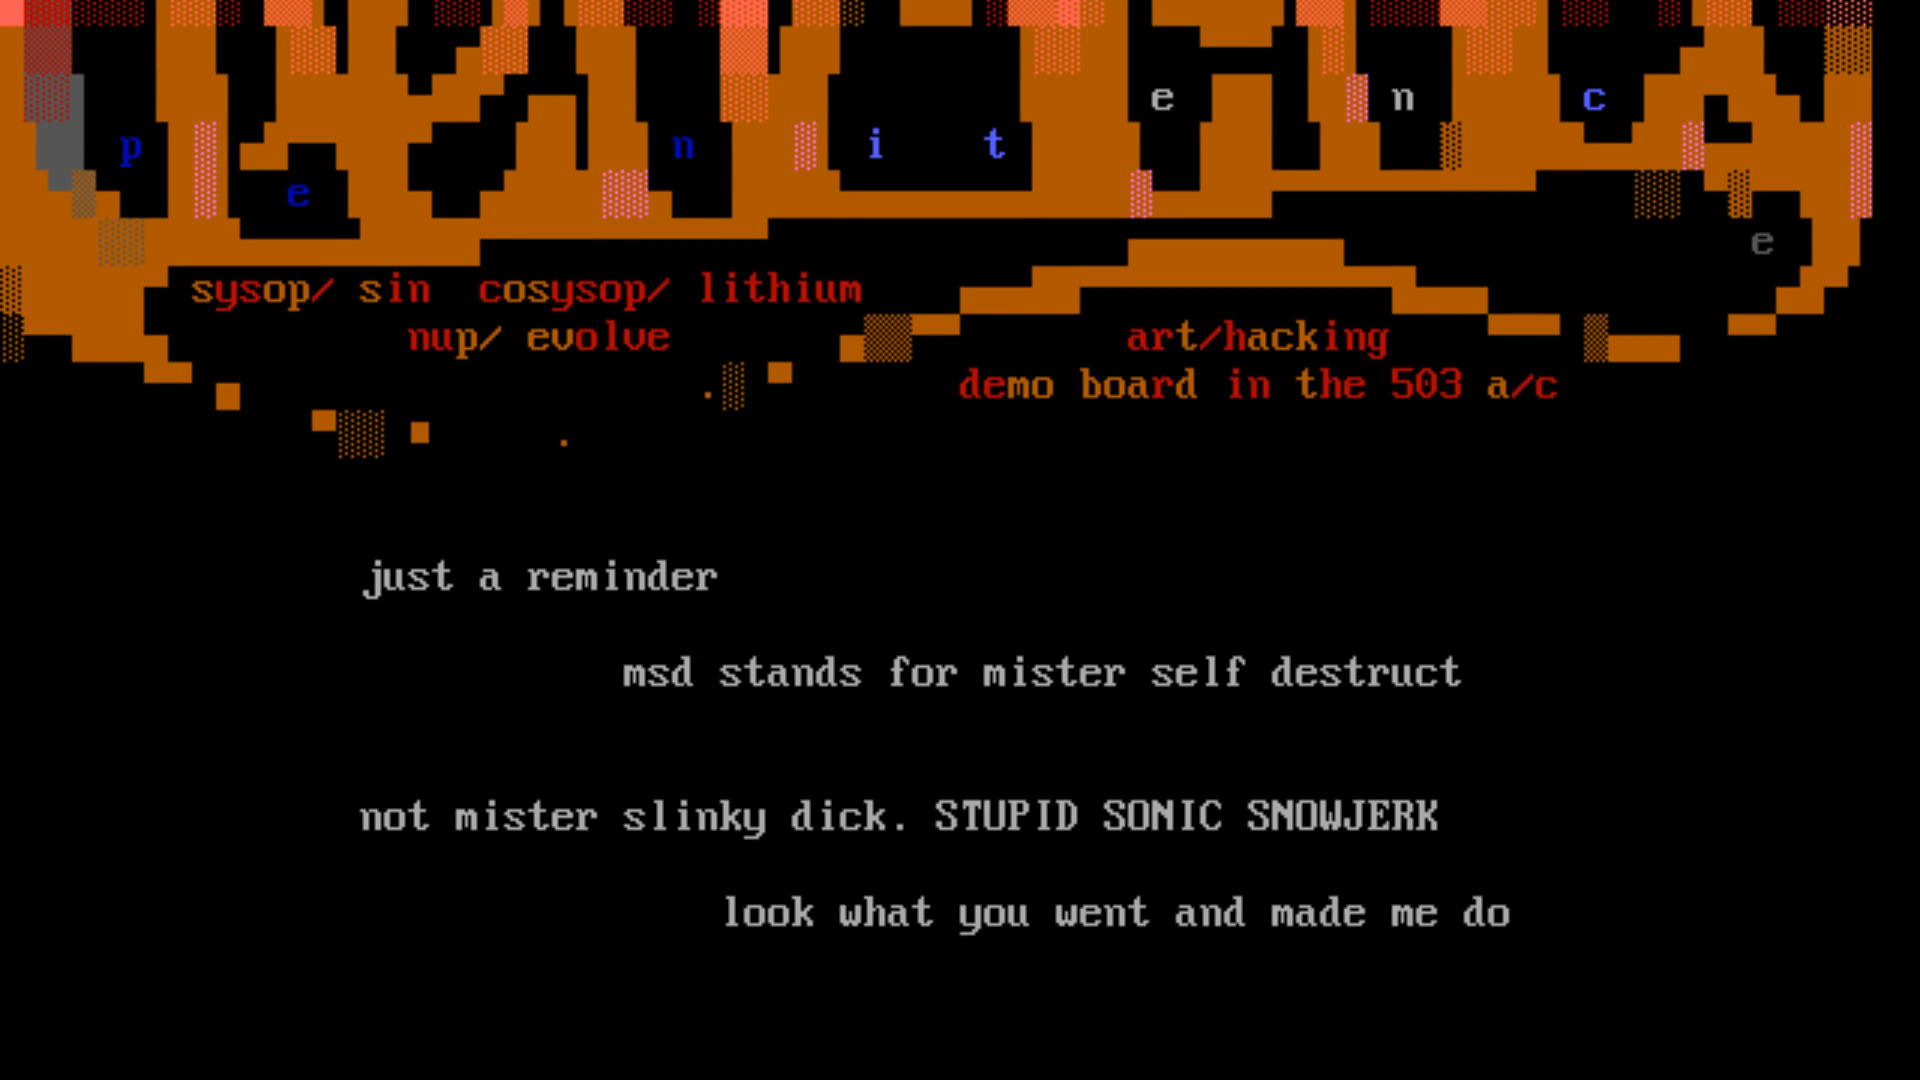 p e n i t e n c e
sysop/ sin  cosysop/ lithium
nup/ evolve
art/hacking
demo board in the 503 a/c
just a reminder
msd stands for mister self destruct
not mister slinky dick. STUPID SONIC SNOWJERK
look what you went and made me do